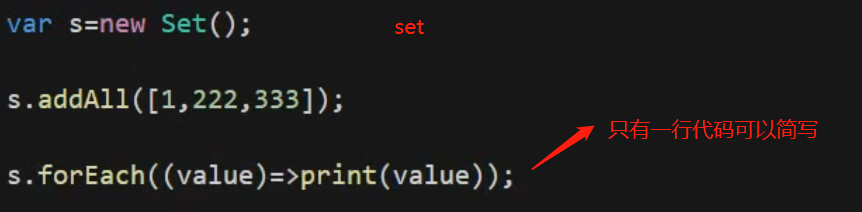 var s=new Set();
set
s.addAll([1,222,333]);
只有一行代码可以简写
s.forEach((value)=>print(value));